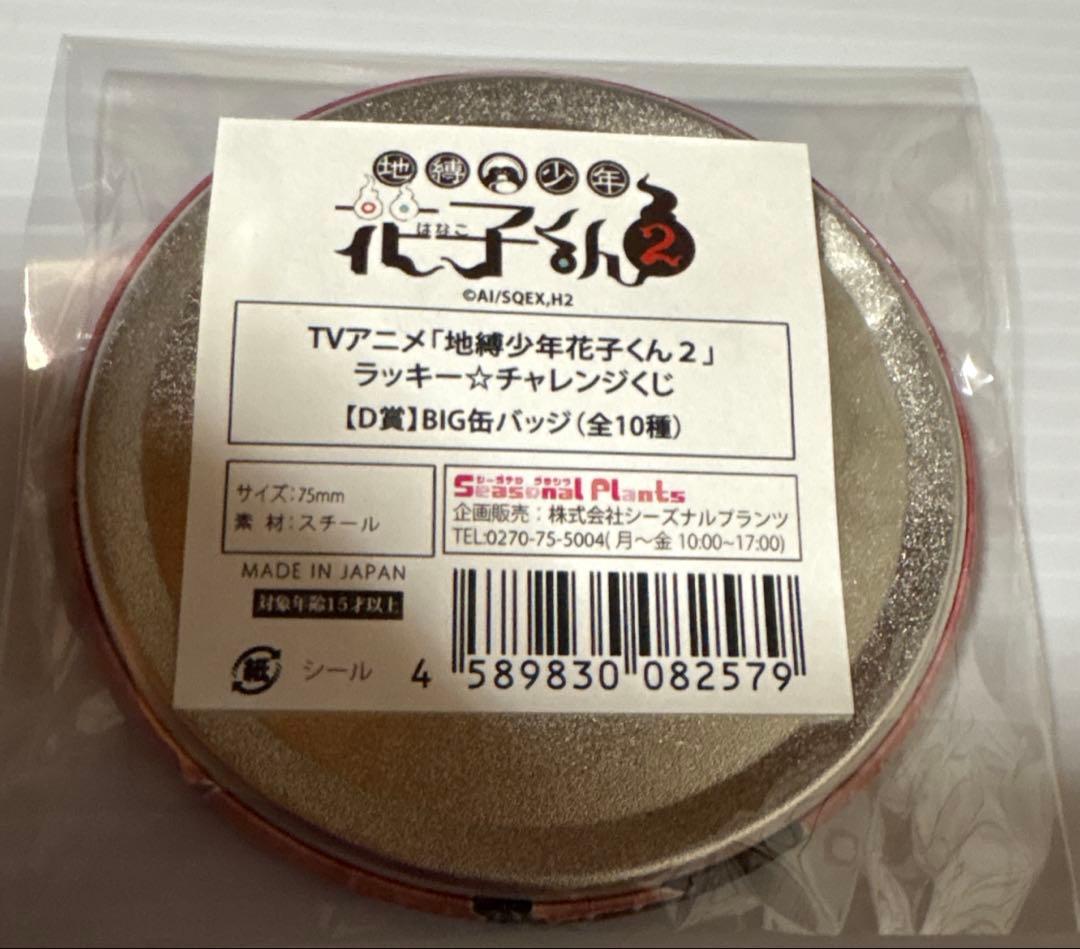 地縛少年
はなこ
花子くん2
©AI/SQEX,H2
TVアニメ「地縛少年花子くん２」
ラッキー☆チャレンジくじ
【D賞】BIG缶バッジ（全10種）
サイズ：75mm
素 材：スチール
シーズナル プランツ
Seasonal Plants
企画販売：株式会社シーズナルプランツ
TEL:0270-75-5004( 月〜金 10:00~17:00)
MADE IN JAPAN
対象年齢15才以上
紙 シール
4 589830 082579